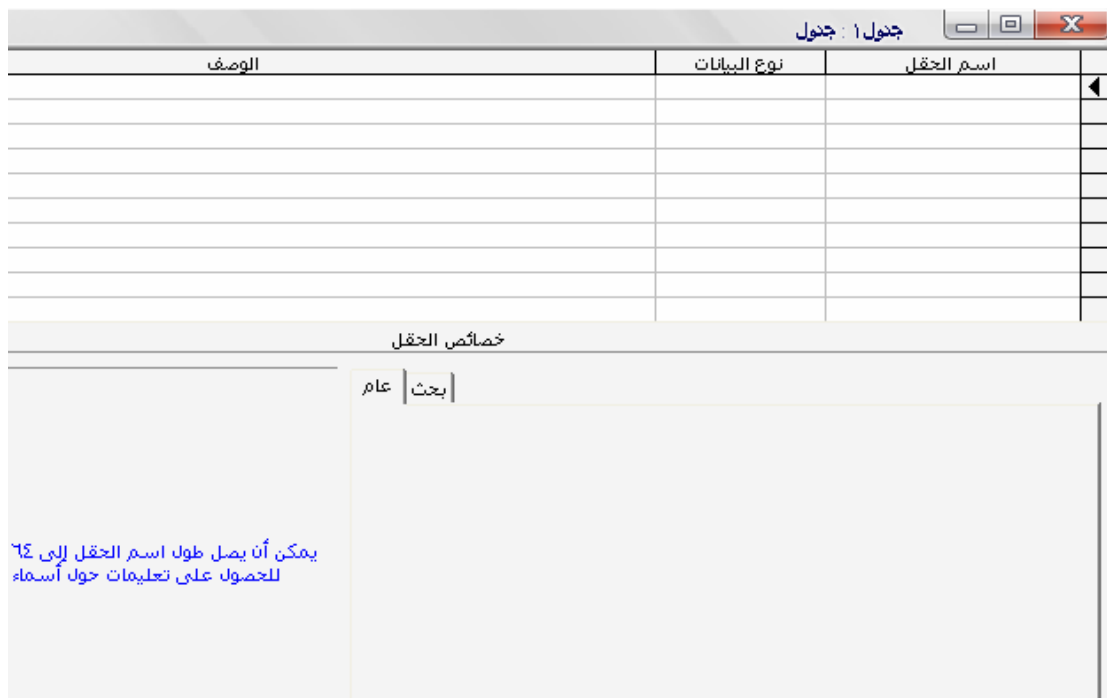 جدول١ : جدول
اسم الحقل نوع البيانات الوصف
خصائص الحقل
عام بحث
يمكن أن يصل طول اسم الحقل إلى ٦٤
للحصول على تعليمات حول أسماء